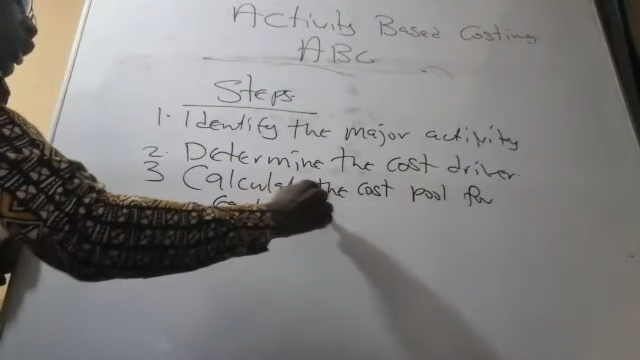 Activity Based Costing
ABC
Steps
1. Identify the major activity
2. Determine the cost driver
3 Calculate the cost pool for